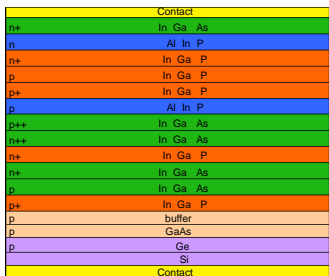 Contact
n+ In Ga As
n Al In P
n+ In Ga P
p In Ga P
p+ In Ga P
p Al In P
p++ In Ga As
n++ In Ga As
n+ In Ga P
n+ In Ga As
p In Ga As
p+ In Ga P
p buffer
p GaAs
p Ge
Si
Contact